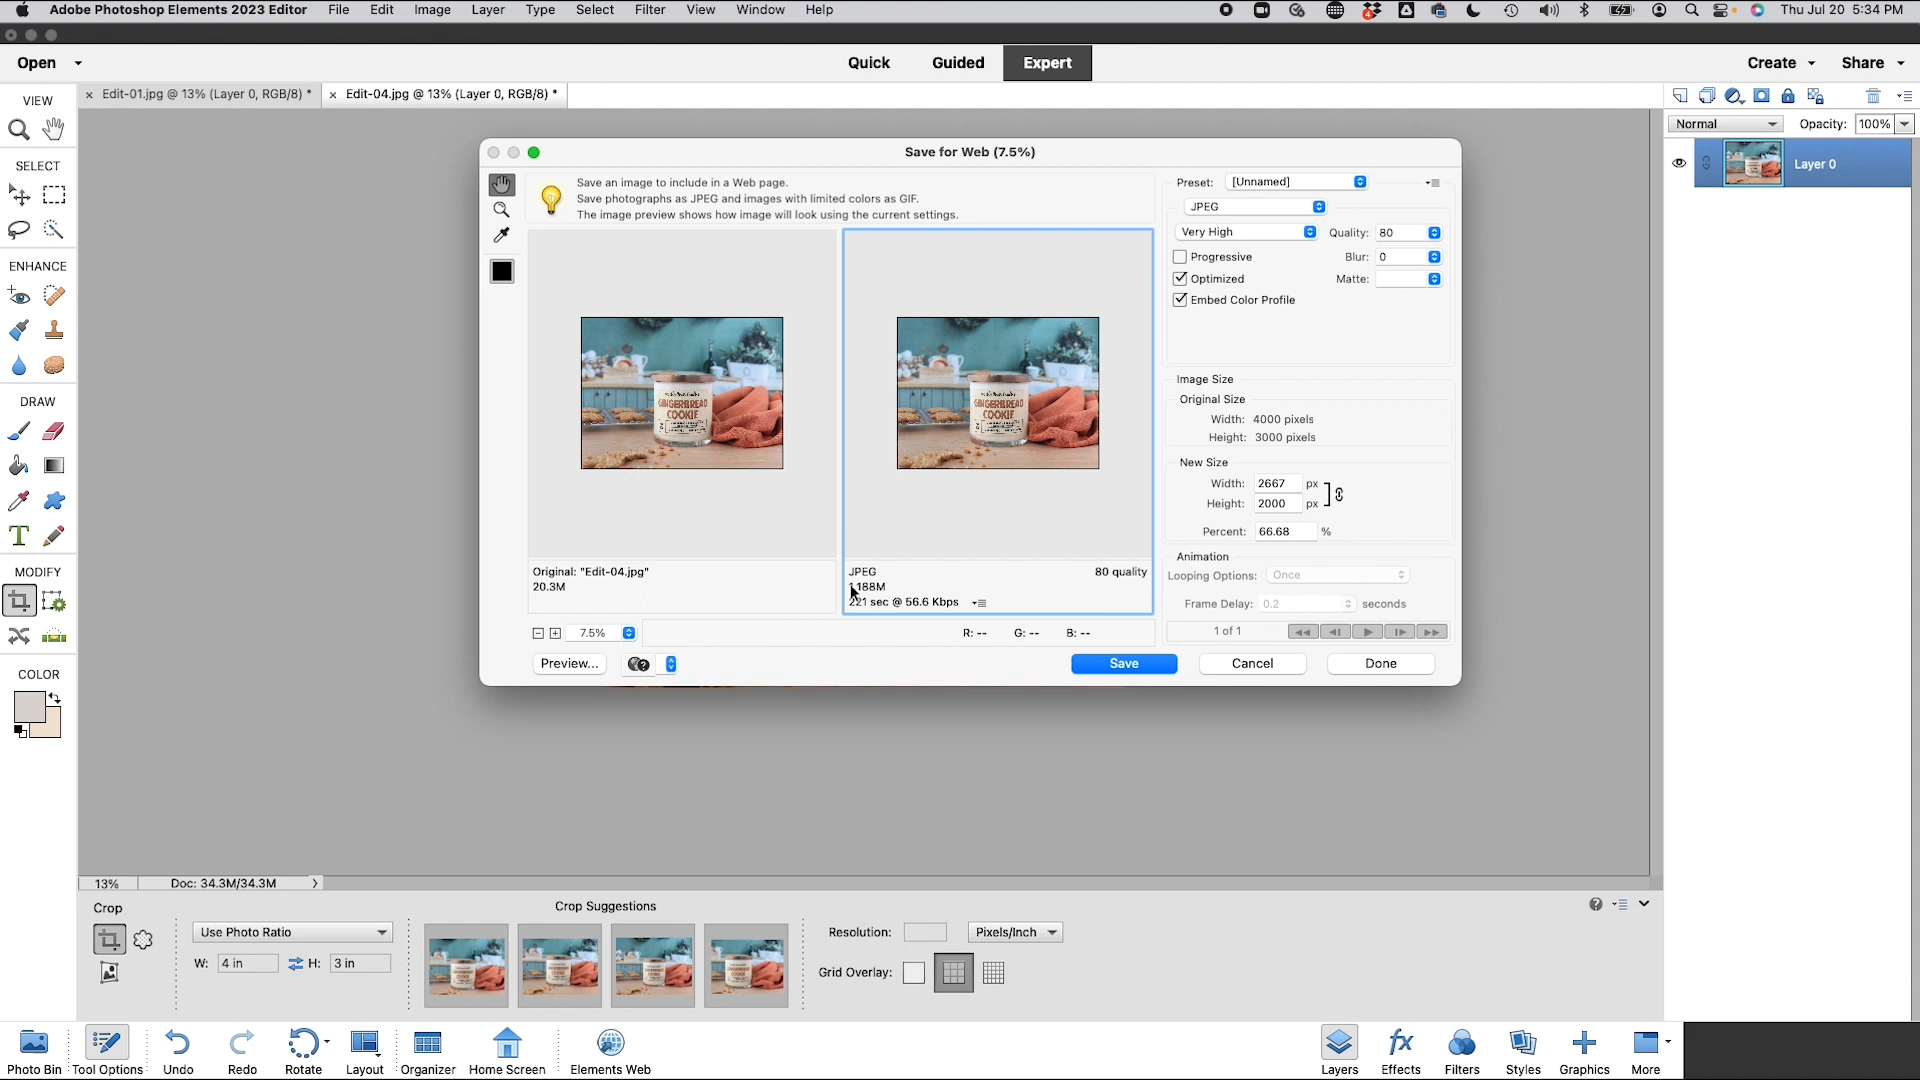 Adobe Photoshop Elements 2023 Editor File Edit Image Layer Type Select Filter View Window Help Thu Jul 20 5:34 PM
4
Open Quick Guided Expert Create Share
VIEW
× Edit-01.jpg @ 13% (Layer 0, RGB/8) * × Edit-04.jpg @ 13% (Layer 0, RGB/8) *
Normal Opacity: 100%
Layer 0
SELECT
ENHANCE
DRAW
MODIFY
COLOR
Save for Web (7.5%)
Save an image to include in a Web page.
Save photographs as JPEG and images with limited colors as GIF.
The image preview shows how image will look using the current settings.
Preset: [Unnamed]
JPEG
Very High Quality: 80
Progressive Blur: 0
Optimized Matte:
Embed Color Profile
GINGERBREAD
COOKIE
GINGERBREAD
COOKIE
Image Size
Original Size
Width: 4000 pixels
Height: 3000 pixels
New Size
Width: 2667 px
Height: 2000 px
Percent: 66.68 %
Animation
Looping Options: Once
Frame Delay: 0.2 seconds
1 of 1
Original: "Edit-04.jpg"
20.3M
JPEG 80 quality
1.188M
221 sec @ 56.6 Kbps
7.5% R: -- G: -- B: --
Preview... Save Cancel Done
13% Doc: 34.3M/34.3M
Crop
Use Photo Ratio
W: 4 in H: 3 in
Crop Suggestions
Resolution: Pixels/Inch
Grid Overlay:
Photo Bin Tool Options Undo Redo Rotate Layout Organizer Home Screen Elements Web Layers Effects Filters Styles Graphics More